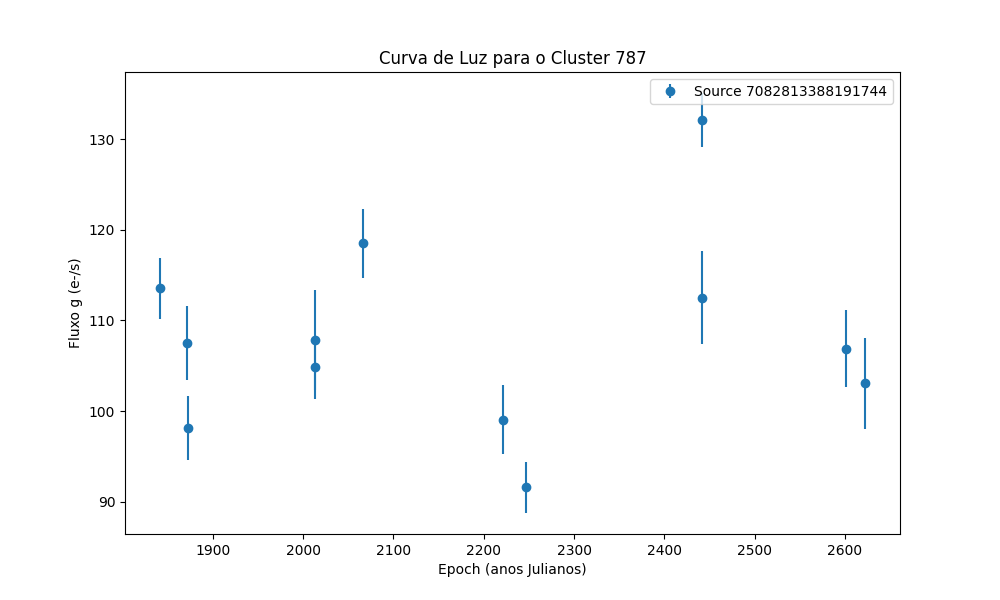 Curva de Luz para o Cluster 787
Source 7082813388191744
Fluxo g (e-/s)
130
120
110
100
90
1900 2000 2100 2200 2300 2400 2500 2600
Epoch (anos Julianos)